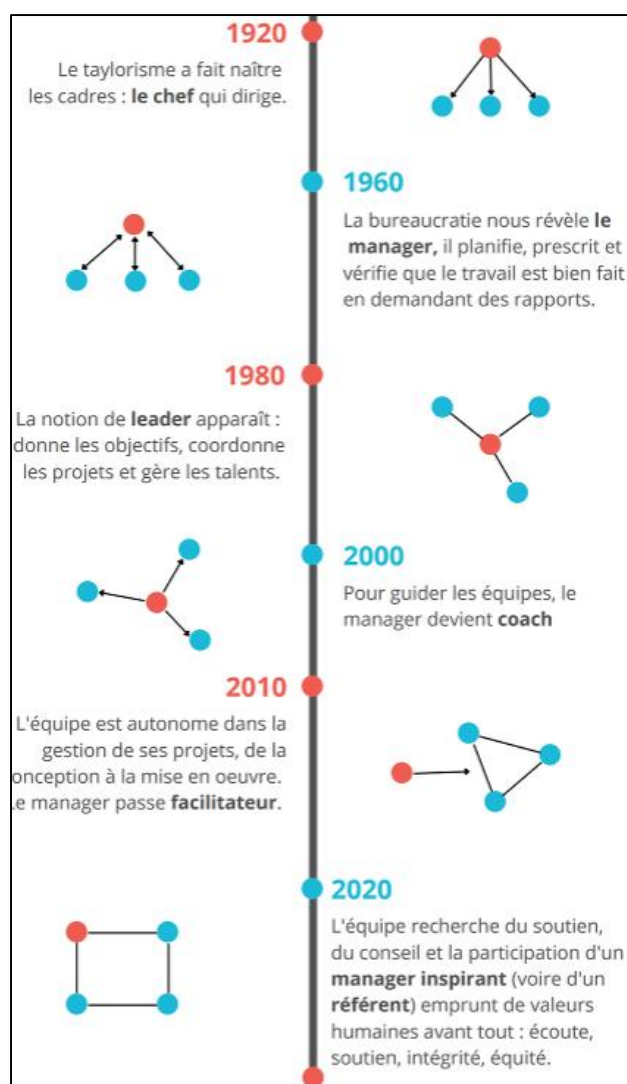 1920
Le taylorisme a fait naître
les cadres : le chef qui dirige.
1960
La bureaucratie nous révèle le
manager, il planifie, prescrit et
vérifie que le travail est bien fait
en demandant des rapports.
1980
La notion de leader apparaît :
donne les objectifs, coordonne
les projets et gère les talents.
2000
Pour guider les équipes, le
manager devient coach
2010
L'équipe est autonome dans la
gestion de ses projets, de la
onception à la mise en oeuvre.
e manager passe facilitateur.
2020
L'équipe recherche du soutien,
du conseil et la participation d'un
manager inspirant (voire d'un
référent) emprunt de valeurs
humaines avant tout : écoute,
soutien, intégrité, équité.